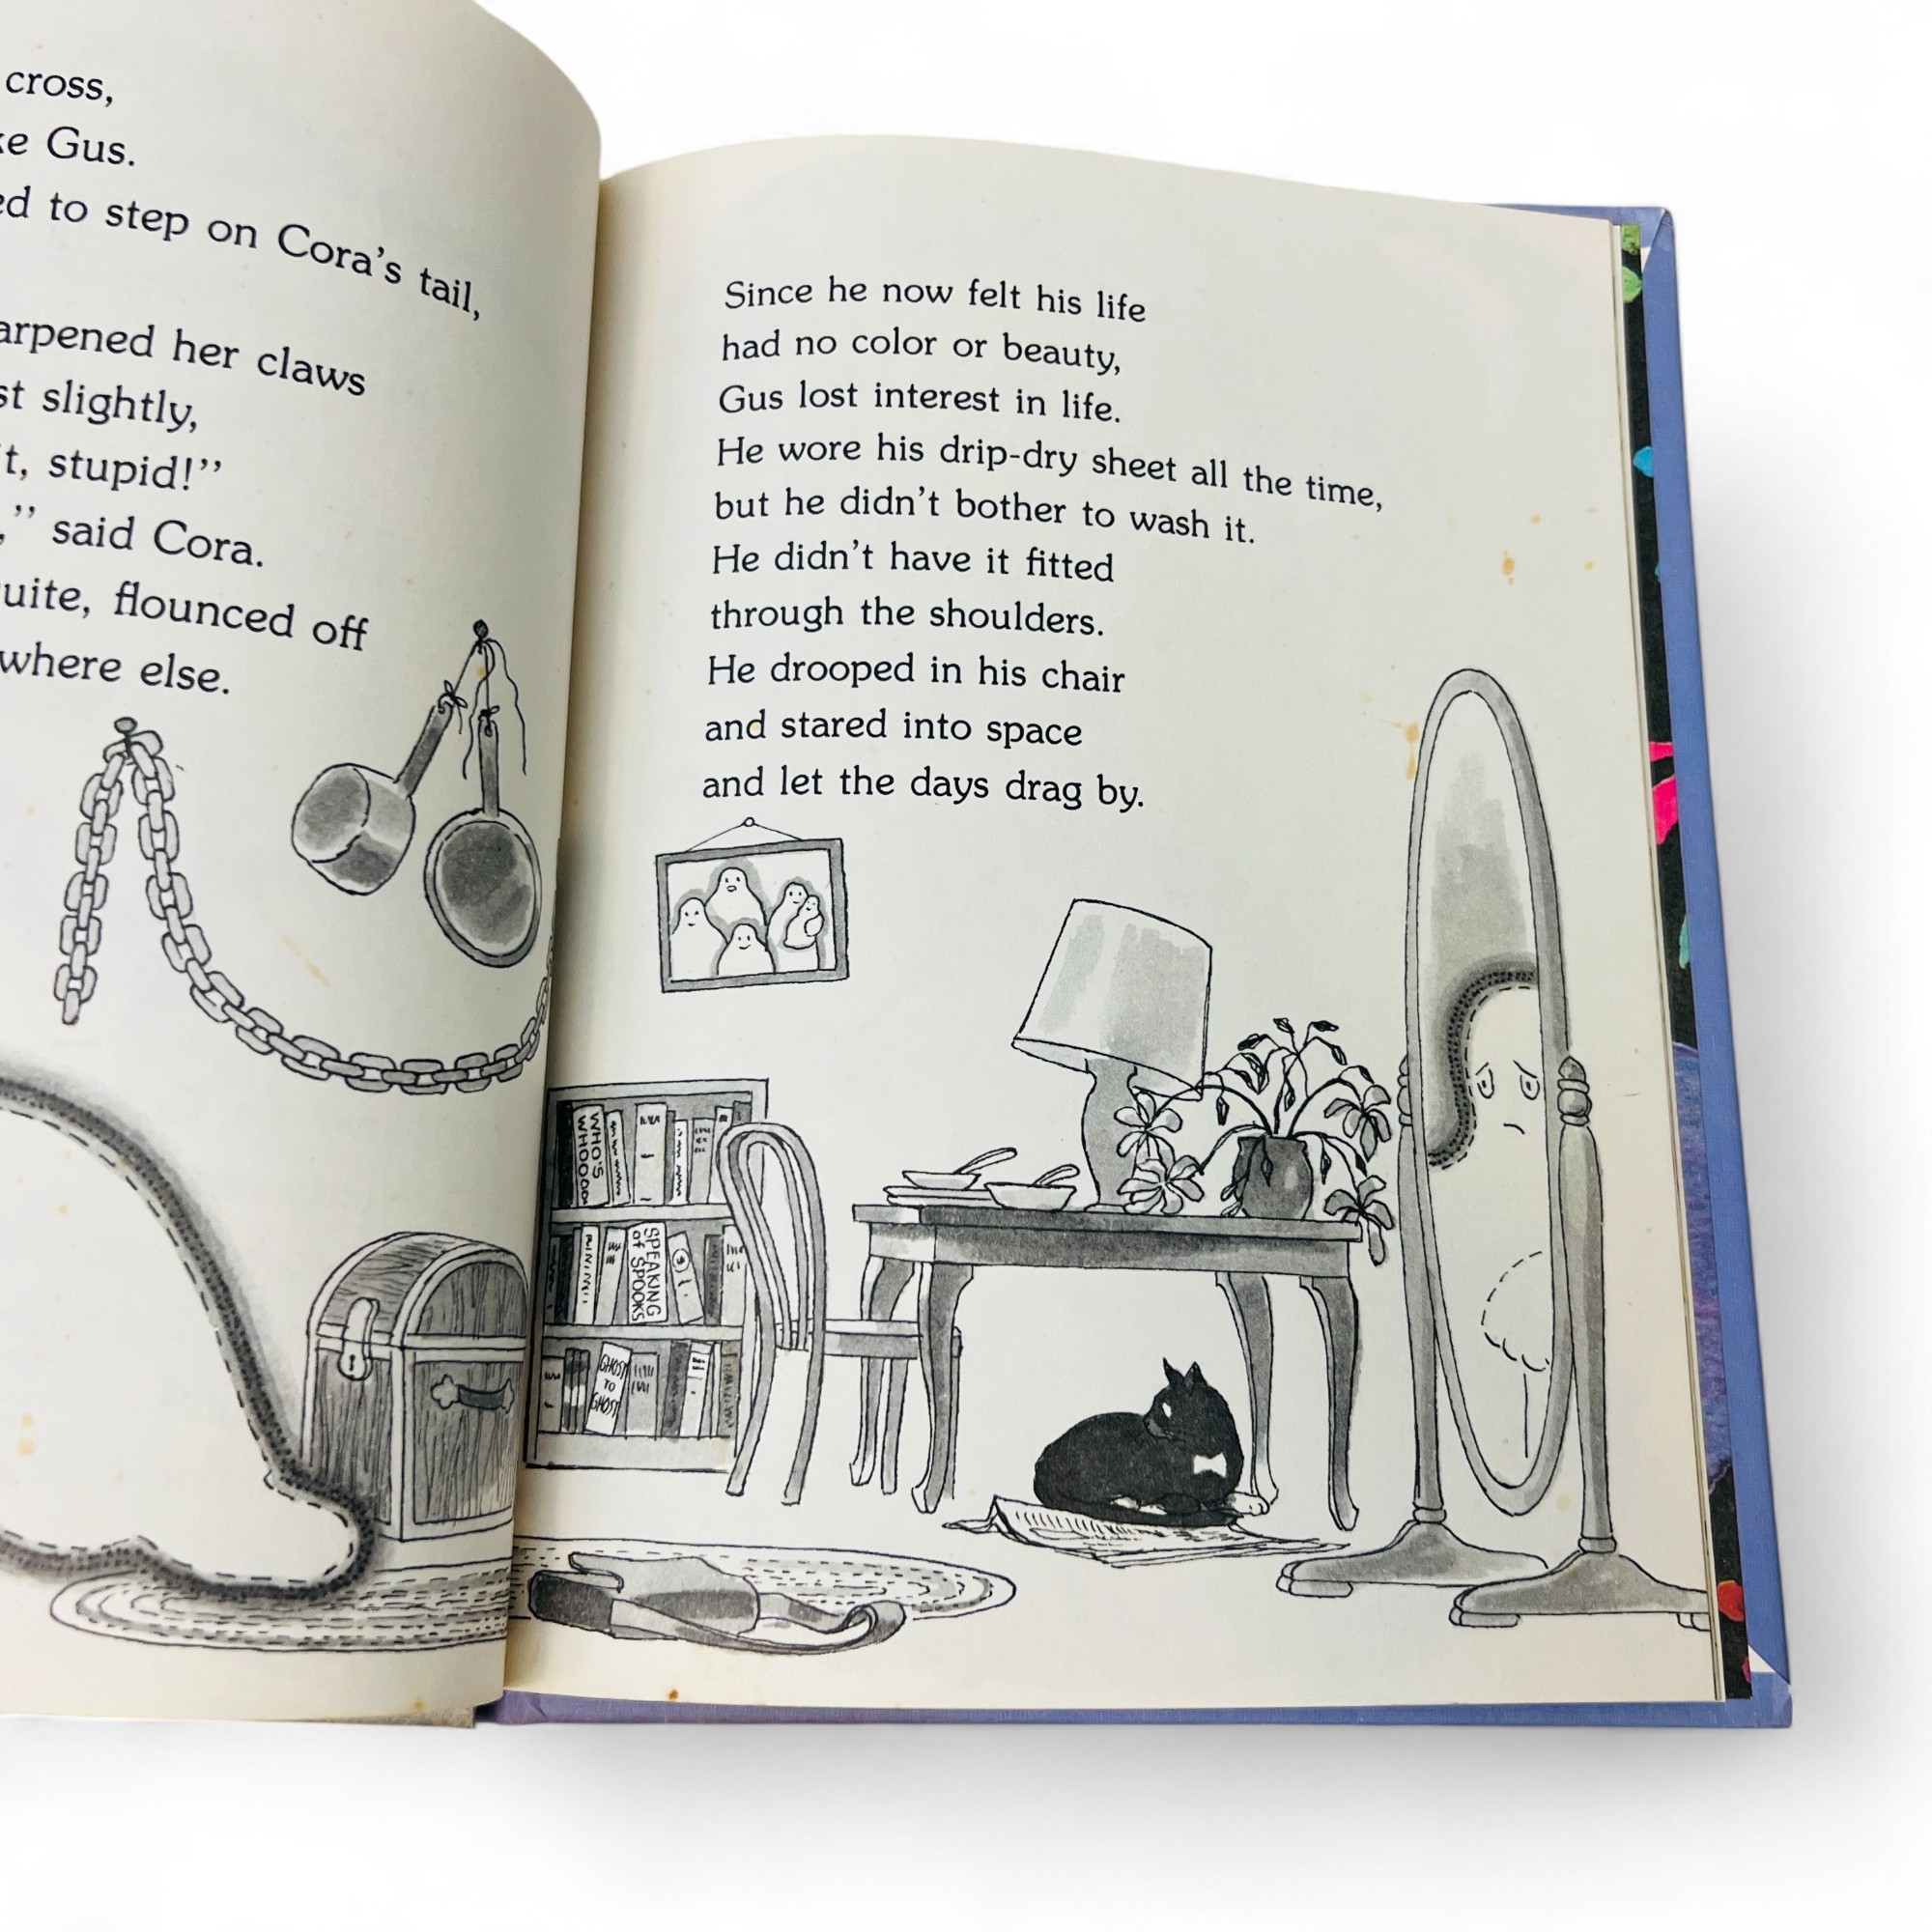 cross,
Gus.
to step on Cora's tail,
her claws
slightly,
stupid!”
” said Cora.
flounced off
else.
Since he now felt his life
had no color or beauty,
Gus lost interest in life.
He wore his drip-dry sheet all the time,
but he didn't bother to wash it.
He didn't have it fitted
through the shoulders.
He drooped in his chair
and stared into space
and let the days drag by.
WHO'S
WHOOOO
SPEAKING
of SPOOKS
GHOST
TO
GHOST